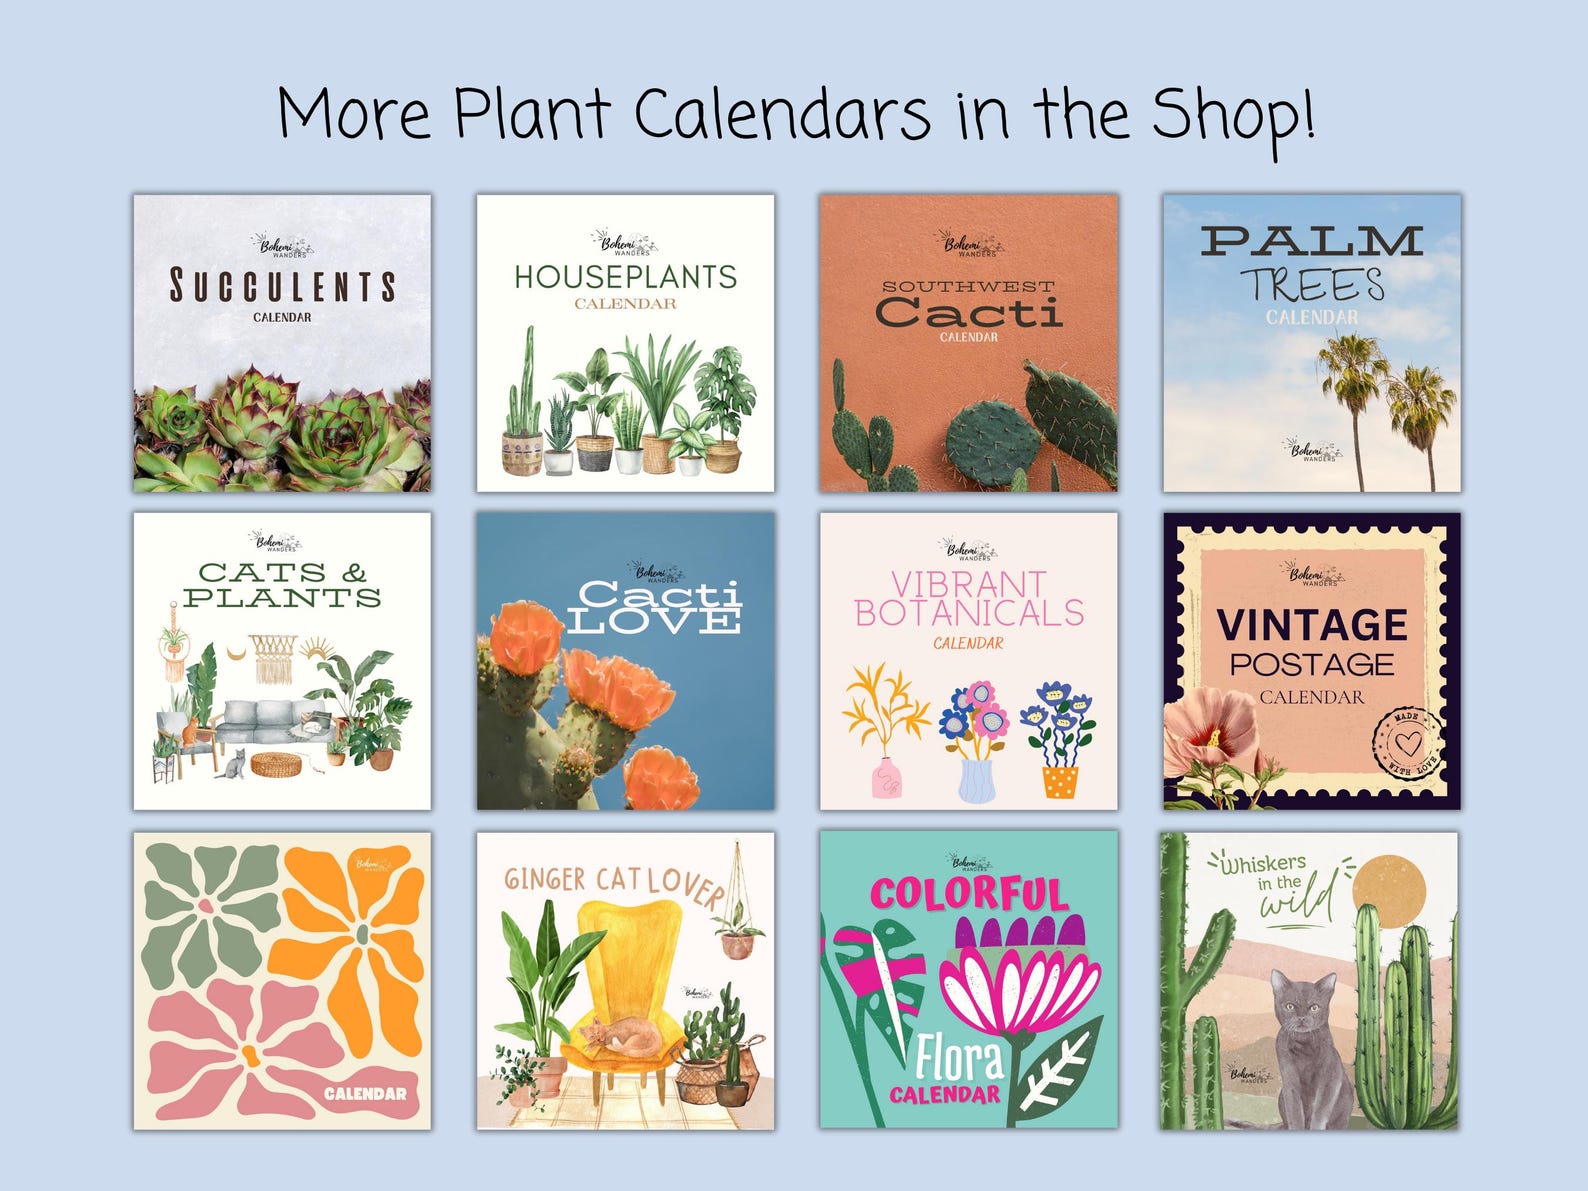 More Plant Calendars in the Shop!
Bohemi
WANDERS
SUCCULENTS
CALENDAR
Bohemi
WANDERS
HOUSEPLANTS
CALENDAR
Bohemi
WANDERS
SOUTHWEST
Cacti
CALENDAR
PALM
TREES
CALENDAR
Bohemi
WANDERS
Bohemi
WANDERS
CATS &
PLANTS
Bohemi
WANDERS
Cacti
LOVE
Bohemi
WANDERS
VIBRANT
BOTANICALS
CALENDAR
Bohemi
WANDERS
VINTAGE
POSTAGE
CALENDAR
MADE
WITH LOVE
Bohemi
WANDERS
CALENDAR
GINGER CAT LOVER
Bohemi
WANDERS
Bohemi
WANDERS
COLORFUL
Flora
CALENDAR
Whiskers
in the
wild
Bohemi
WANDERS